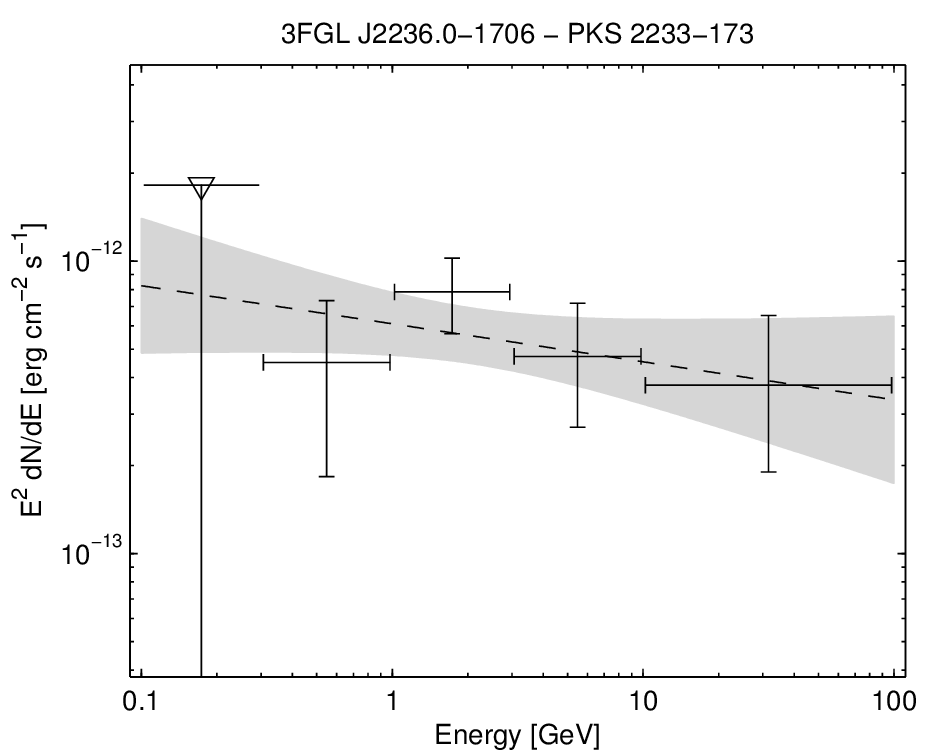 3FGL J2236.0−1706 − PKS 2233−173
E² dN/dE [erg cm⁻² s⁻¹]
10⁻¹²
10⁻¹³
0.1 1 10 100
Energy [GeV]